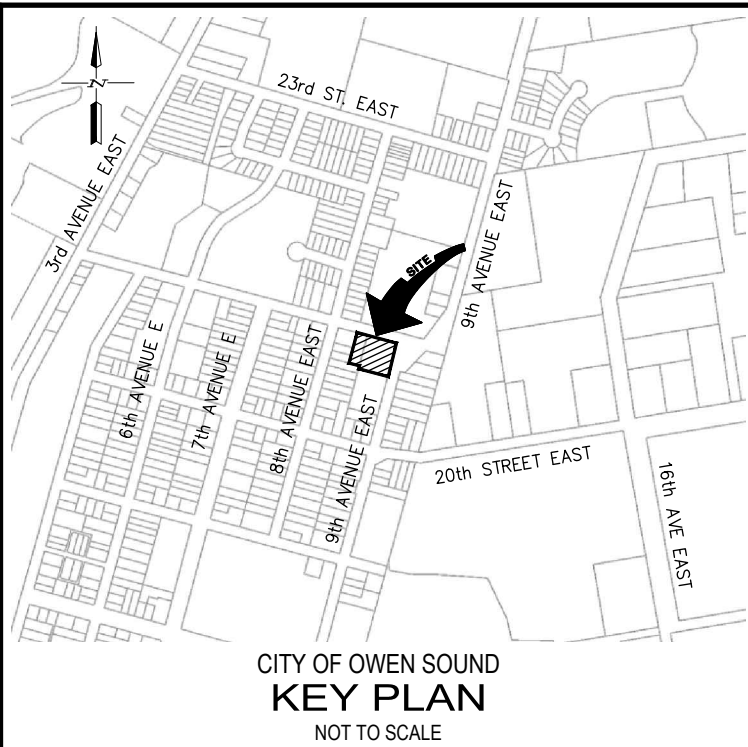 N
23rd ST. EAST
3rd AVENUE EAST
9th AVENUE EAST
SITE
6th AVENUE E
7th AVENUE E
8th AVENUE EAST
9th AVENUE EAST
20th STREET EAST
16th AVE EAST
CITY OF OWEN SOUND
KEY PLAN
NOT TO SCALE